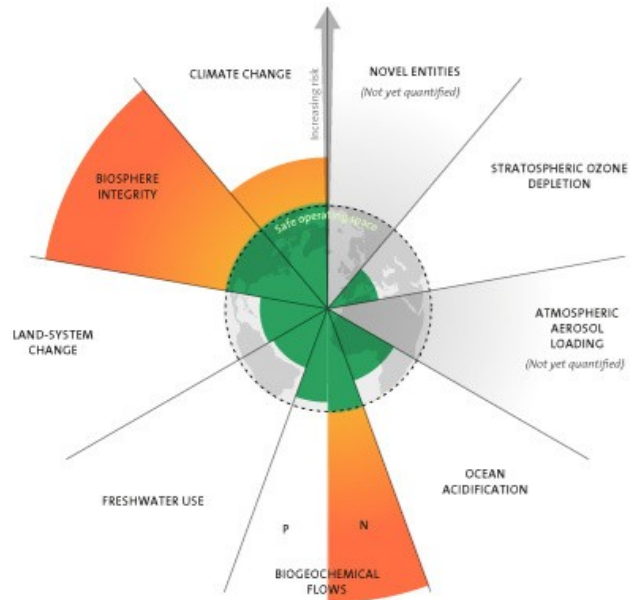 CLIMATE CHANGE
Increasing risk
NOVEL ENTITIES
(Not yet quantified)
STRATOSPHERIC OZONE
DEPLETION
ATMOSPHERIC
AEROSOL
LOADING
(Not yet quantified)
OCEAN
ACIDIFICATION
N
P
BIOGEOCHEMICAL
FLOWS
FRESHWATER USE
LAND-SYSTEM
CHANGE
BIOSPHERE
INTEGRITY
Safe operating space